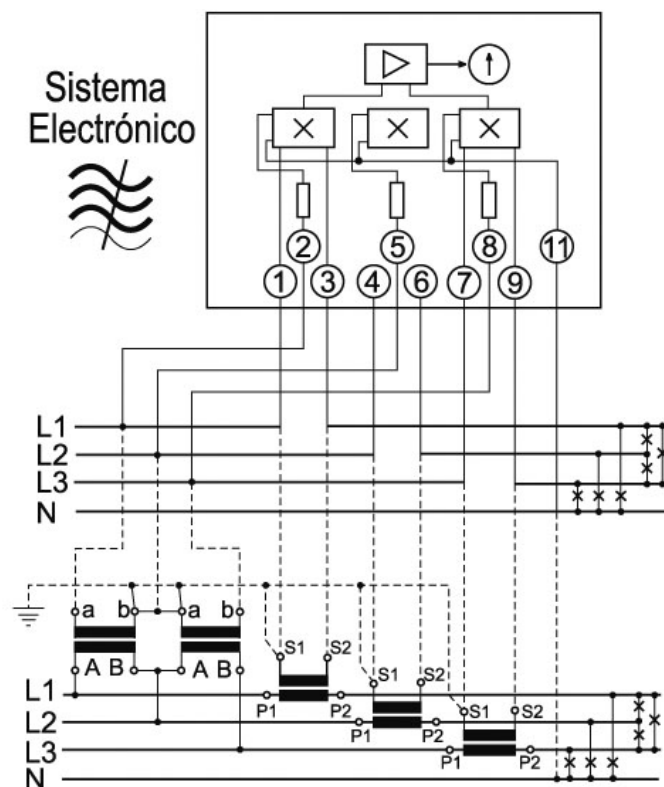 Sistema
Electrónico
2 5 8 11
1 3 4 6 7 9
L1
L2
L3
N
a b a b
S1 S2
A B A B
S1 S2
L1
P1 P2
S1 S2
L2
P1 P2
L3
P1 P2
N